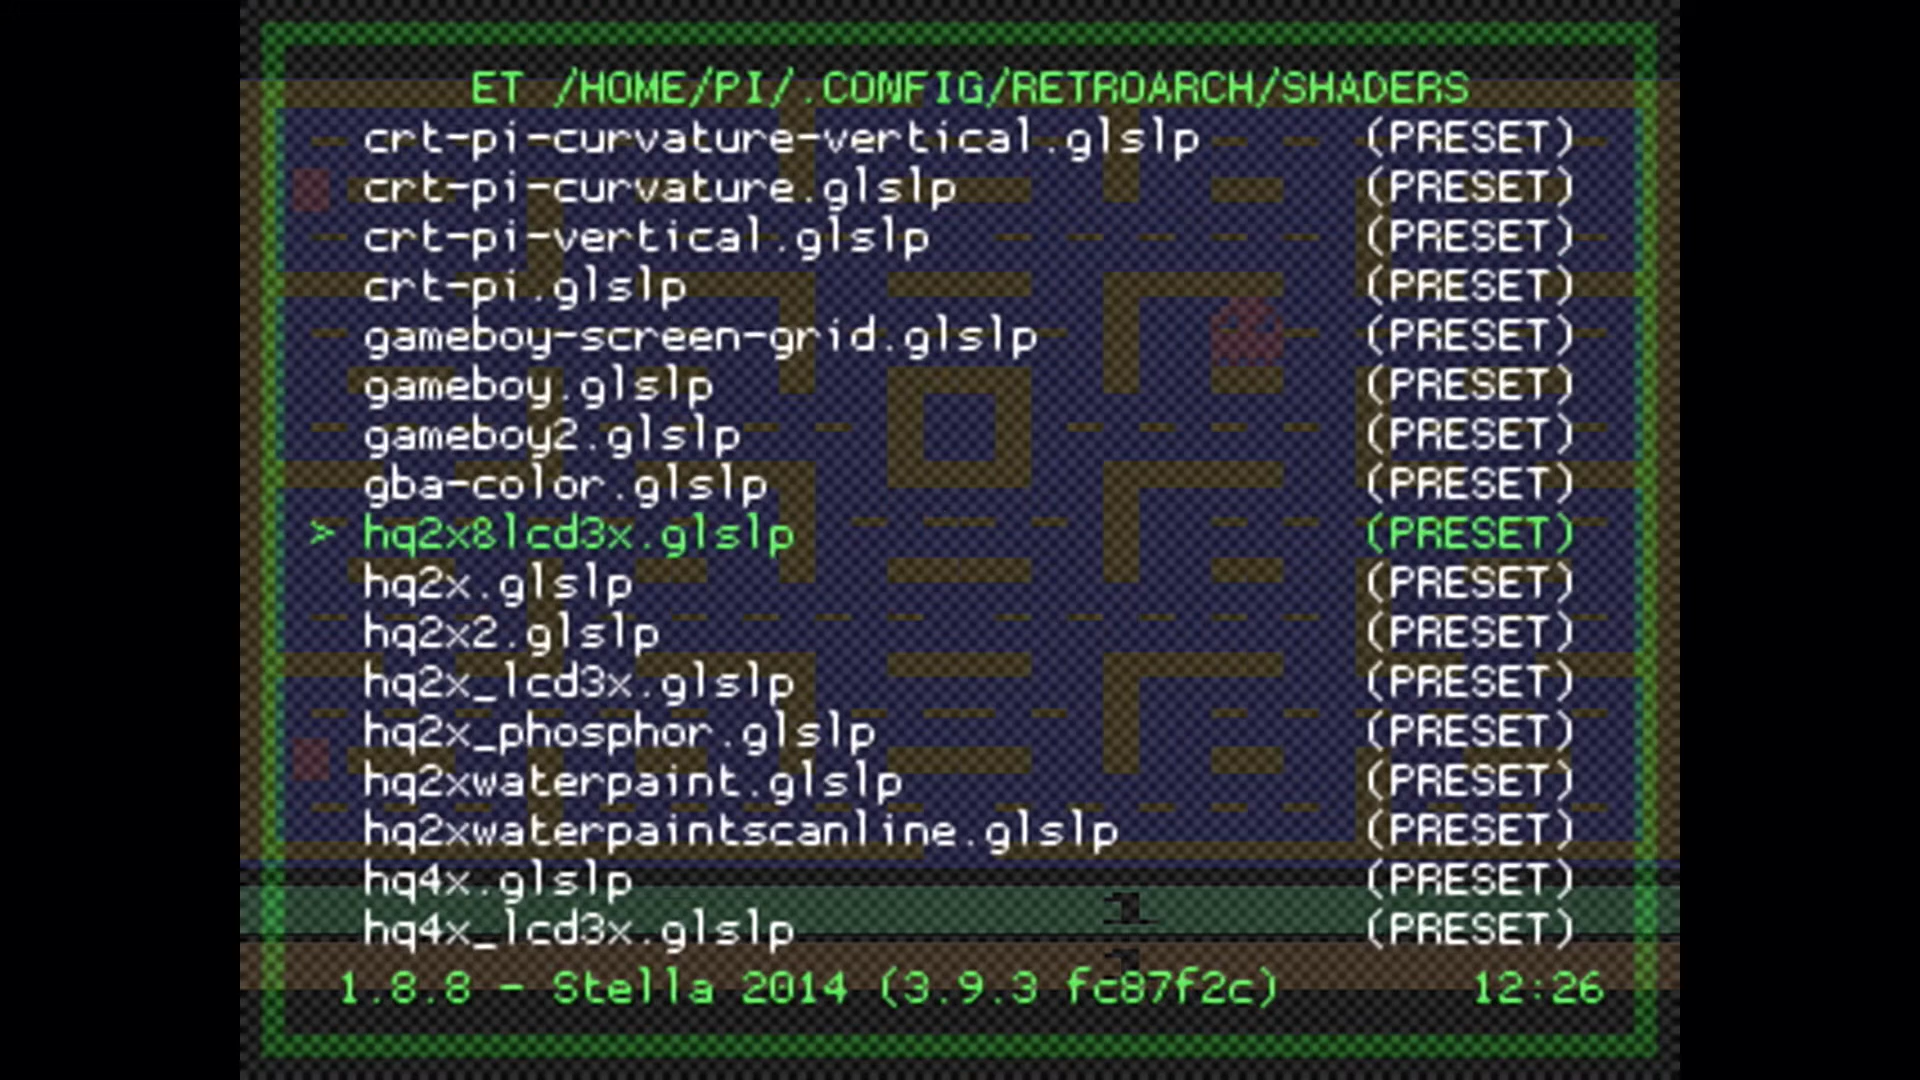 ET /HOME/PI/.CONFIG/RETROARCH/SHADERS
crt-pi-curvature-vertical.glslp (PRESET)
crt-pi-curvature.glslp (PRESET)
crt-pi-vertical.glslp (PRESET)
crt-pi.glslp (PRESET)
gameboy-screen-grid.glslp (PRESET)
gameboy.glslp (PRESET)
gameboy2.glslp (PRESET)
gba-color.glslp (PRESET)
> hq2x8lcd3x.glslp (PRESET)
hq2x.glslp (PRESET)
hq2x2.glslp (PRESET)
hq2x_lcd3x.glslp (PRESET)
hq2x_phosphor.glslp (PRESET)
hq2xwaterpaint.glslp (PRESET)
hq2xwaterpaintscanline.glslp (PRESET)
hq4x.glslp (PRESET)
1
hq4x_lcd3x.glslp (PRESET)
1.8.8 - Stella 2014 (3.9.3 fc87f2c) 12:26